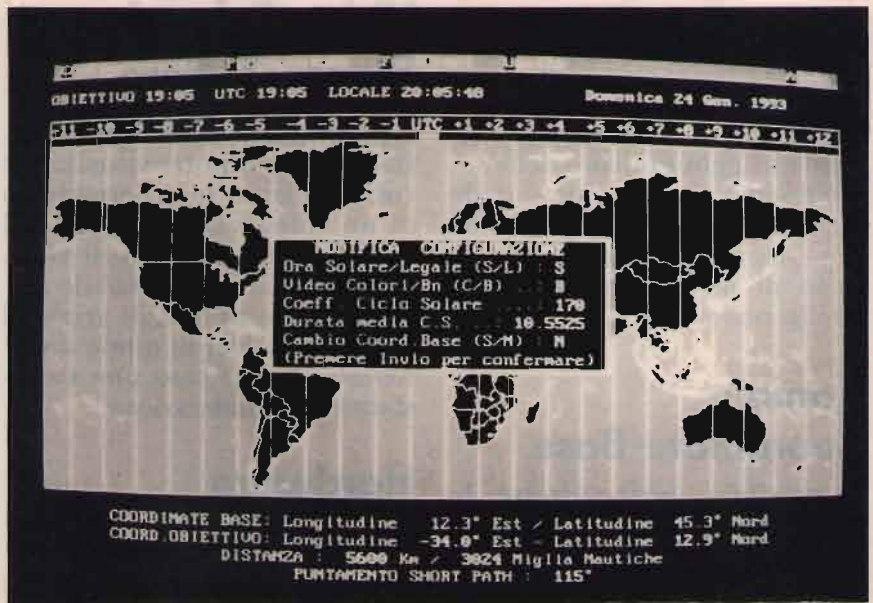 OBIETTIVO 19:05 UTC 19:05 LOCALE 20:05:48 Domenica 24 Gen. 1993
-11 -10 -9 -8 -7 -6 -5 -4 -3 -2 -1 UTC +1 +2 +3 +4 +5 +6 +7 +8 +9 +10 +11 +12
MODIFICA CONFIGURAZIONE
Ora Solare/Legale (S/L) : S
Video Colori/Bn (C/B) ..: B
Coeff. Ciclo Solare ....: 170
Durata media C.S. ..: 10.5525
Cambio Coord.Base (S/N) : N
(Premere Invio per confermare)
COORDINATE BASE: Longitudine 12.3° Est / Latitudine 45.3° Nord
COORD.OBIETTIVO: Longitudine -34.0° Est - Latitudine 12.9° Nord
DISTANZA : 5600 Km / 3024 Miglia Nautiche
PUNTAMENTO SHORT PATH : 115°